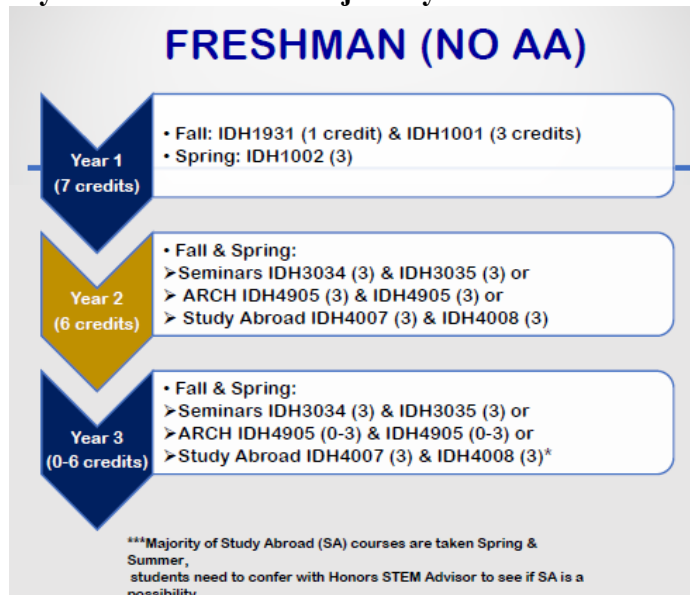 FRESHMAN (NO AA)
Year 1
(7 credits)
• Fall: IDH1931 (1 credit) & IDH1001 (3 credits)
• Spring: IDH1002 (3)
Year 2
(6 credits)
• Fall & Spring:
➢Seminars IDH3034 (3) & IDH3035 (3) or
➢ ARCH IDH4905 (3) & IDH4905 (3) or
➢ Study Abroad IDH4007 (3) & IDH4008 (3)
Year 3
(0-6 credits)
• Fall & Spring:
➢Seminars IDH3034 (3) & IDH3035 (3) or
➢ARCH IDH4905 (0-3) & IDH4905 (0-3) or
➢Study Abroad IDH4007 (3) & IDH4008 (3)*
***Majority of Study Abroad (SA) courses are taken Spring &
Summer,
students need to confer with Honors STEM Advisor to see if SA is a
possibility